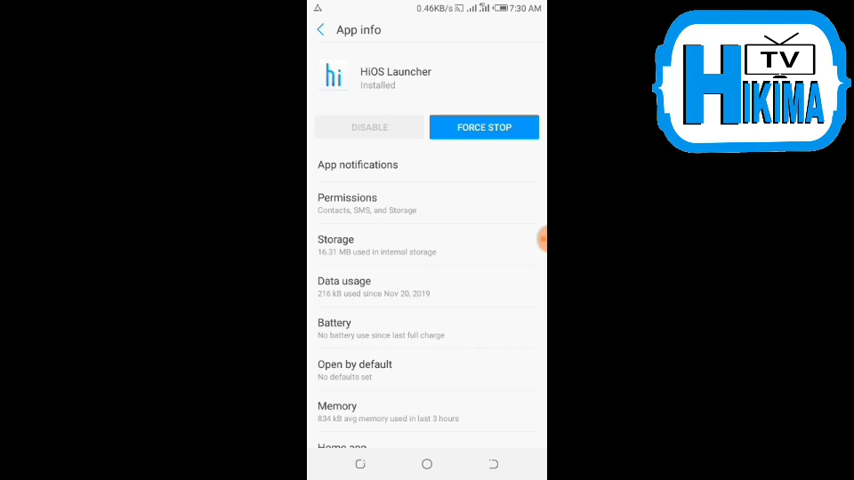 0.46KB/s 7:30 AM
App info
HiOS Launcher
Installed
DISABLE
FORCE STOP
App notifications
Permissions
Contacts, SMS, and Storage
Storage
16.31 MB used in internal storage
Data usage
216 kB used since Nov 20, 2019
Battery
No battery use since last full charge
Open by default
No defaults set
Memory
834 kB avg memory used in last 3 hours
Home app
TV
HIKIMA